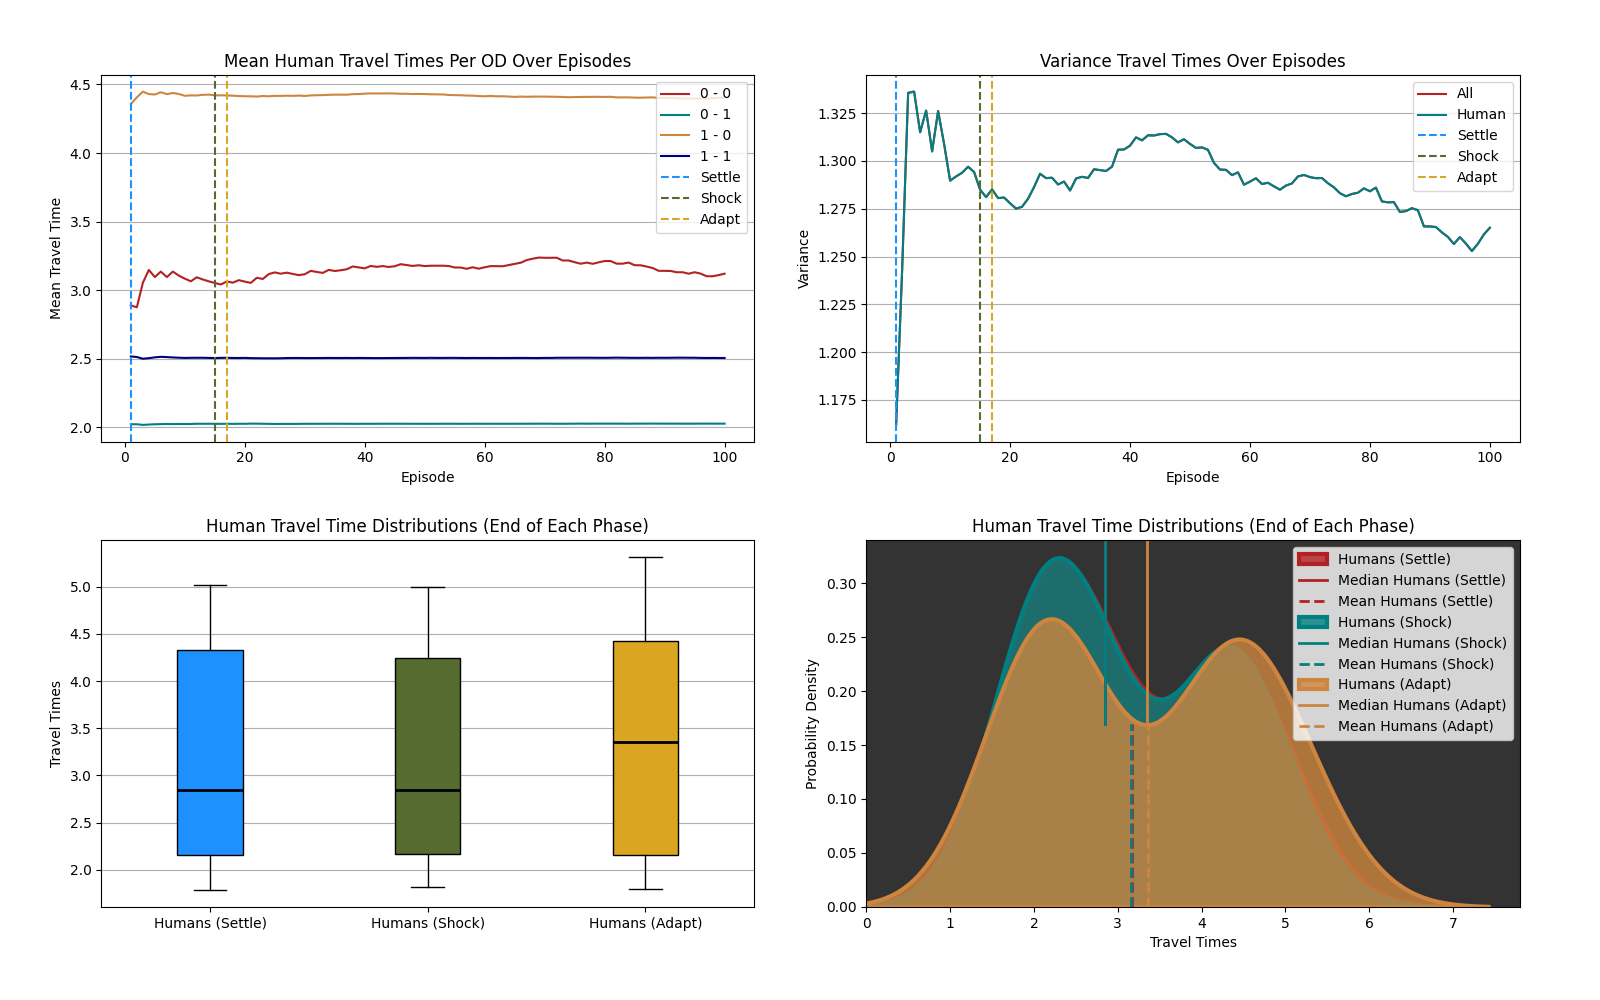 Mean Human Travel Times Per OD Over Episodes
4.5
4.0
3.5
3.0
2.5
2.0
Mean Travel Time
0 - 0
0 - 1
1 - 0
1 - 1
Settle
Shock
Adapt
0 20 40 60 80 100
Episode
Variance Travel Times Over Episodes
1.325
1.300
1.275
1.250
1.225
1.200
1.175
Variance
All
Human
Settle
Shock
Adapt
0 20 40 60 80 100
Episode
Human Travel Time Distributions (End of Each Phase)
5.0
4.5
4.0
3.5
3.0
2.5
2.0
Travel Times
Humans (Settle) Humans (Shock) Humans (Adapt)
Human Travel Time Distributions (End of Each Phase)
0.30
0.25
0.20
0.15
0.10
0.05
0.00
Probability Density
Humans (Settle)
Median Humans (Settle)
Mean Humans (Settle)
Humans (Shock)
Median Humans (Shock)
Mean Humans (Shock)
Humans (Adapt)
Median Humans (Adapt)
Mean Humans (Adapt)
0 1 2 3 4 5 6 7
Travel Times